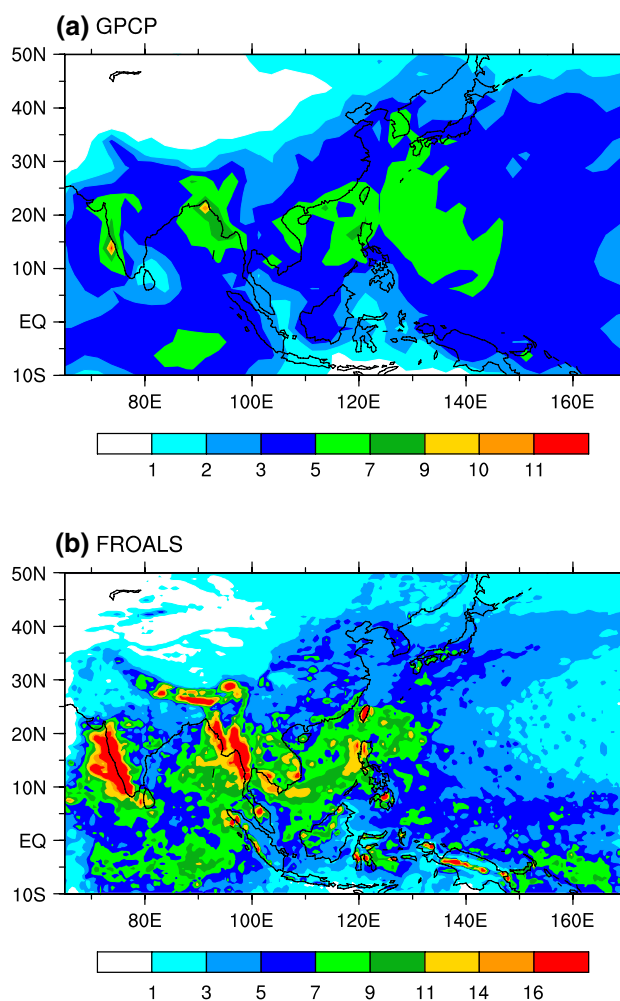 (a) GPCP
50N
40N
30N
20N
10N
EQ
10S
80E 100E 120E 140E 160E
1 2 3 5 7 9 10 11
(b) FROALS
50N
40N
30N
20N
10N
EQ
10S
80E 100E 120E 140E 160E
1 3 5 7 9 11 14 16